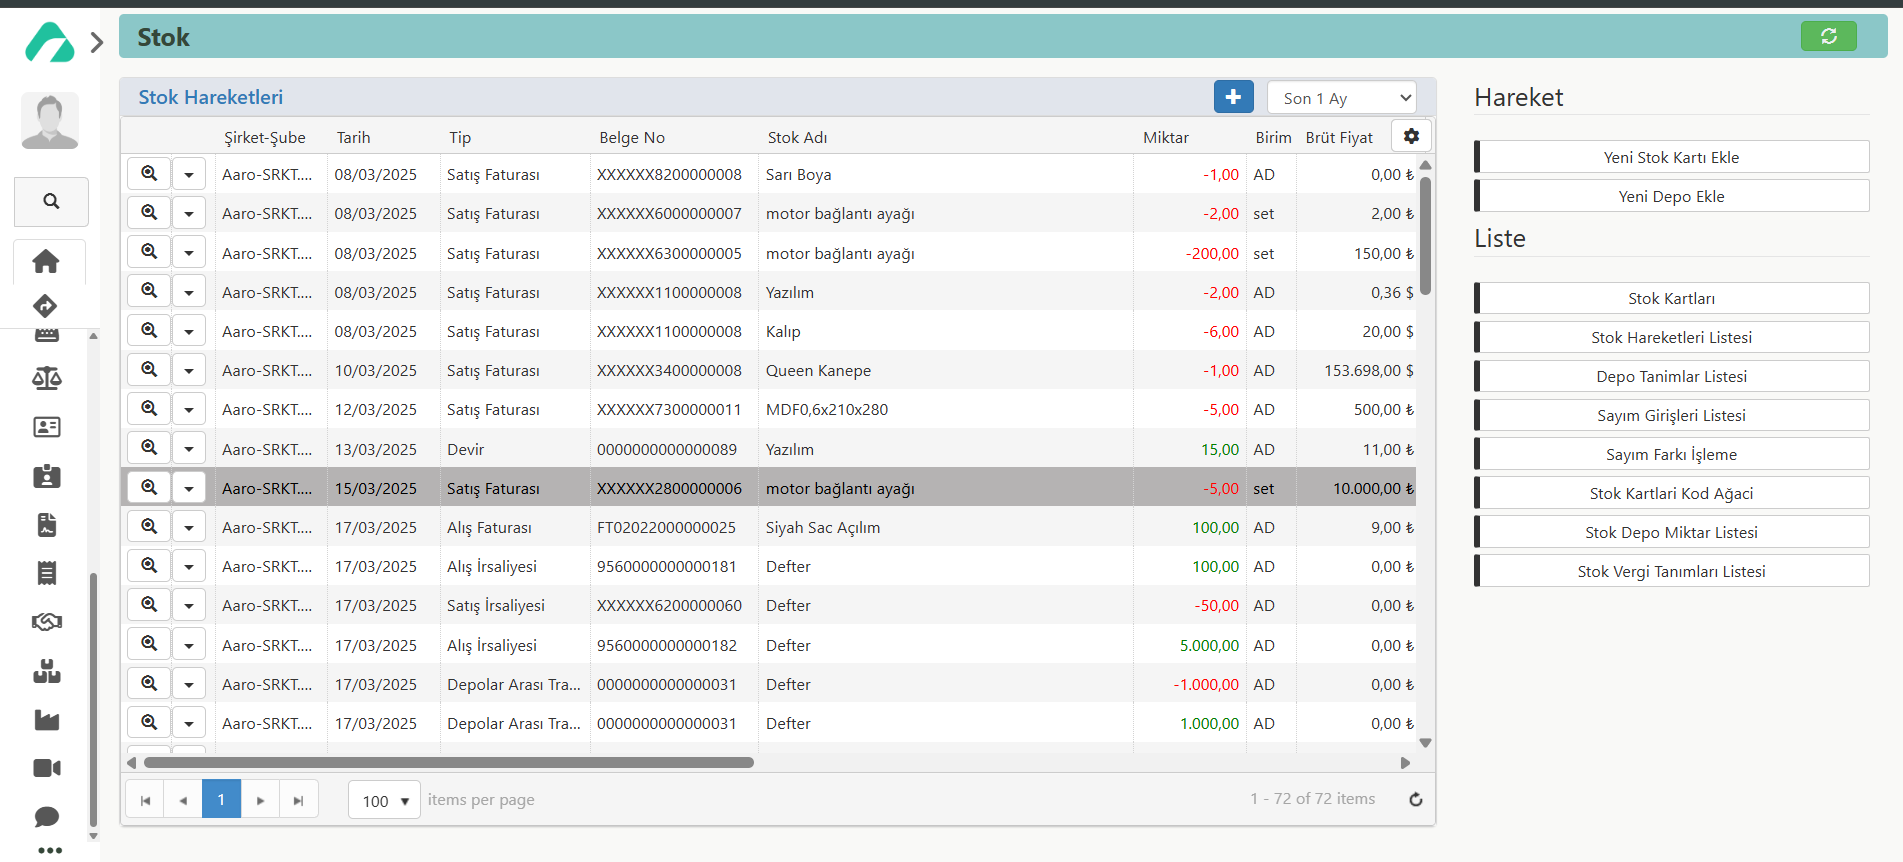 Stok
Stok Hareketleri
Son 1 Ay
Şirket-Şube Tarih Tip Belge No Stok Adı Miktar Birim Brüt Fiyat
Aaro-SRKT.... 08/03/2025 Satış Faturası XXXXXX8200000008 Sarı Boya -1,00 AD 0,00 ₺
Aaro-SRKT.... 08/03/2025 Satış Faturası XXXXXX6000000007 motor bağlantı ayağı -2,00 set 2,00 ₺
Aaro-SRKT.... 08/03/2025 Satış Faturası XXXXXX6300000005 motor bağlantı ayağı -200,00 set 150,00 ₺
Aaro-SRKT.... 08/03/2025 Satış Faturası XXXXXX1100000008 Yazılım -2,00 AD 0,36 $
Aaro-SRKT.... 08/03/2025 Satış Faturası XXXXXX1100000008 Kalıp -6,00 AD 20,00 $
Aaro-SRKT.... 10/03/2025 Satış Faturası XXXXXX3400000008 Queen Kanepe -1,00 AD 153.698,00 $
Aaro-SRKT.... 12/03/2025 Satış Faturası XXXXXX7300000011 MDF0,6x210x280 -5,00 AD 500,00 ₺
Aaro-SRKT.... 13/03/2025 Devir 0000000000000089 Yazılım 15,00 AD 11,00 ₺
Aaro-SRKT.... 15/03/2025 Satış Faturası XXXXXX2800000006 motor bağlantı ayağı -5,00 set 10.000,00 ₺
Aaro-SRKT.... 17/03/2025 Alış Faturası FT02022000000025 Siyah Sac Açılım 100,00 AD 9,00 ₺
Aaro-SRKT.... 17/03/2025 Alış İrsaliyesi 9560000000000181 Defter 100,00 AD 0,00 ₺
Aaro-SRKT.... 17/03/2025 Satış İrsaliyesi XXXXXX6200000060 Defter -50,00 AD 0,00 ₺
Aaro-SRKT.... 17/03/2025 Alış İrsaliyesi 9560000000000182 Defter 5.000,00 AD 0,00 ₺
Aaro-SRKT.... 17/03/2025 Depolar Arası Tra... 0000000000000031 Defter -1.000,00 AD 0,00 ₺
Aaro-SRKT.... 17/03/2025 Depolar Arası Tra... 0000000000000031 Defter 1.000,00 AD 0,00 ₺
1 100 items per page 1 - 72 of 72 items
Hareket
Yeni Stok Kartı Ekle
Yeni Depo Ekle
Liste
Stok Kartları
Stok Hareketleri Listesi
Depo Tanimlar Listesi
Sayım Girişleri Listesi
Sayım Farkı İşleme
Stok Kartlari Kod Ağaci
Stok Depo Miktar Listesi
Stok Vergi Tanımları Listesi